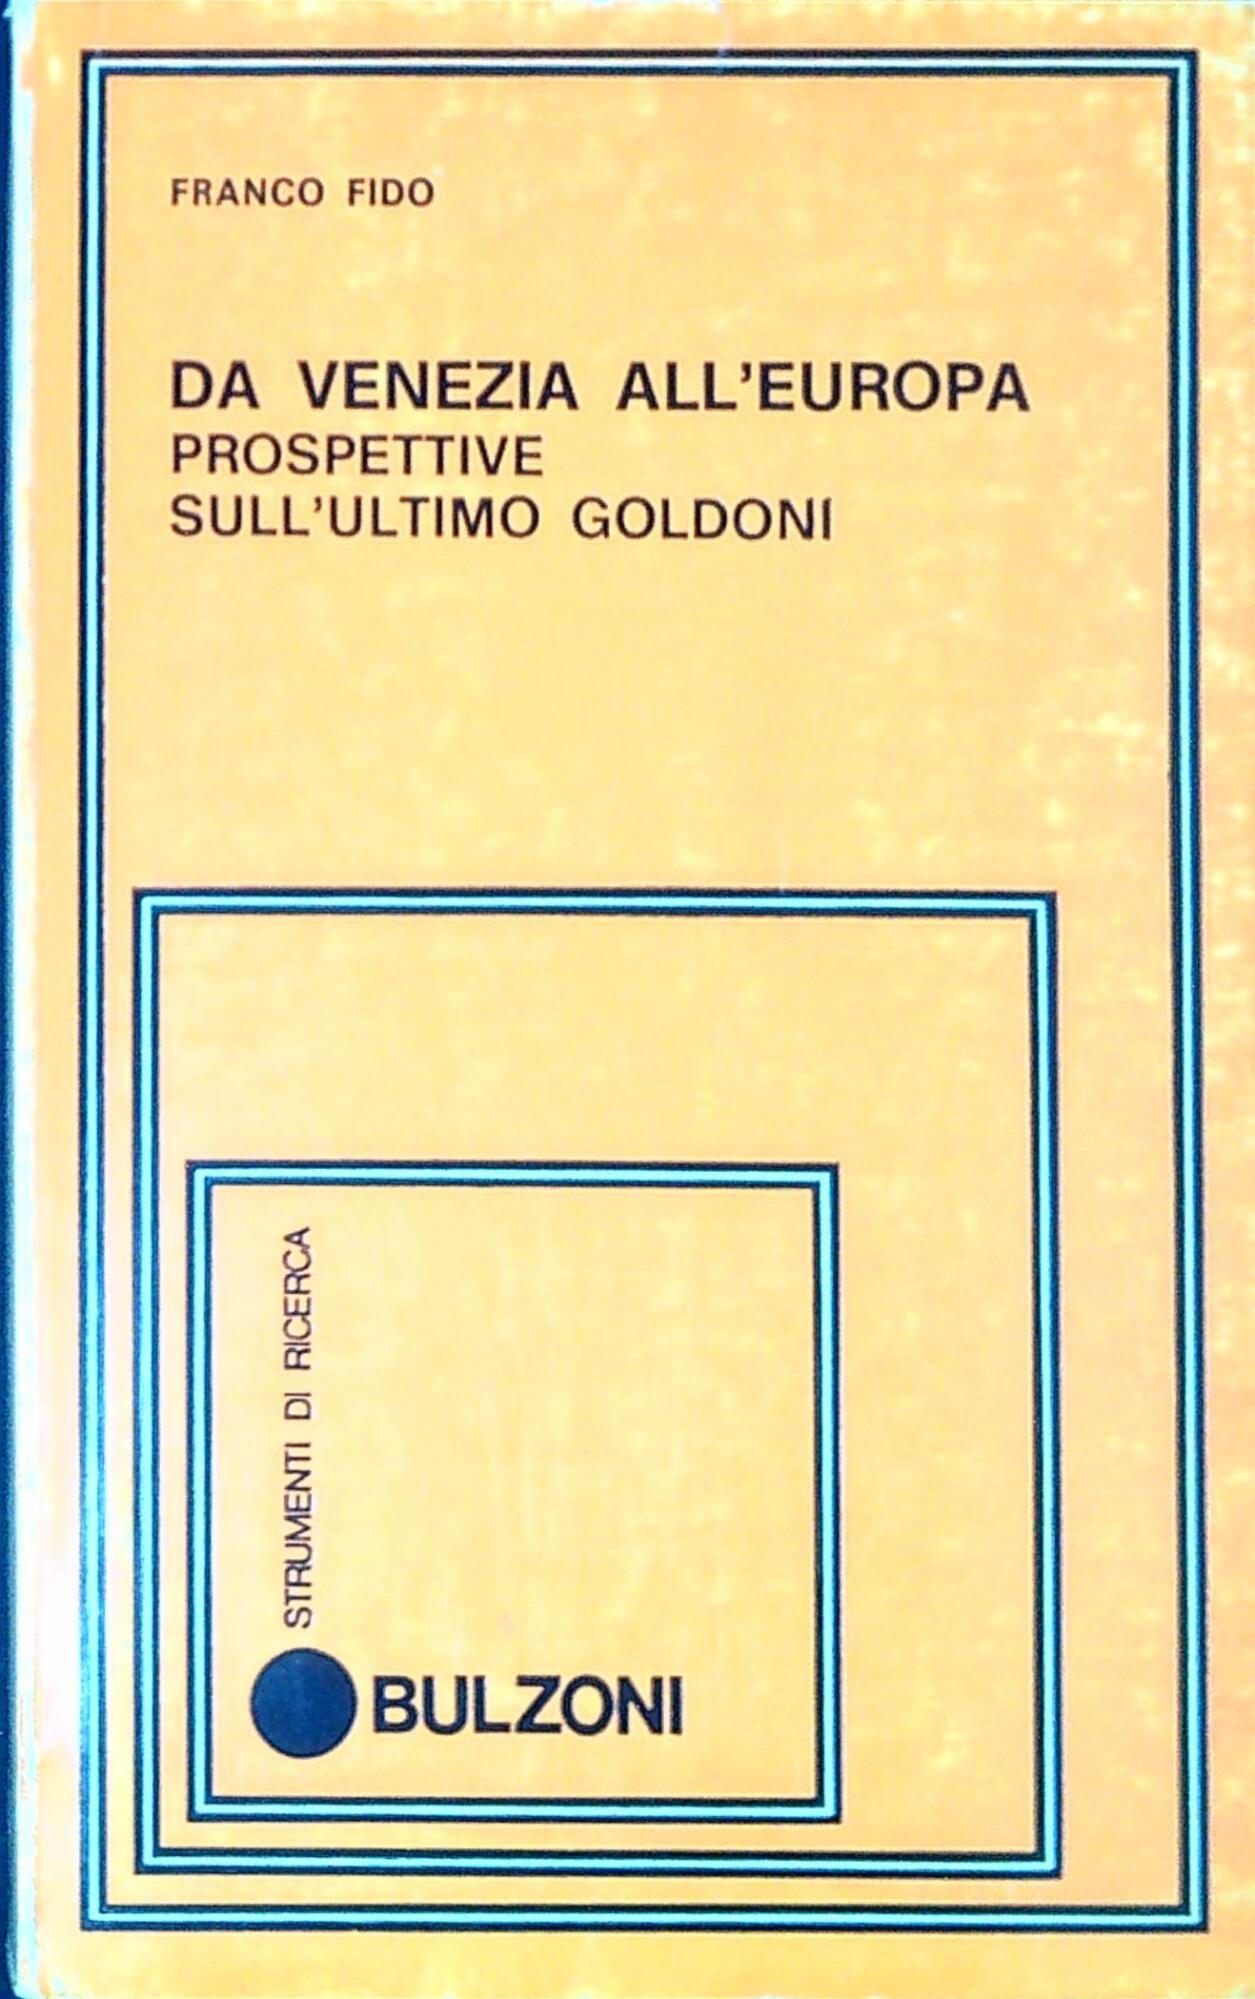 FRANCO FIDO
DA VENEZIA ALL'EUROPA
PROSPETTIVE
SULL'ULTIMO GOLDONI
STRUMENTI DI RICERCA
BULZONI